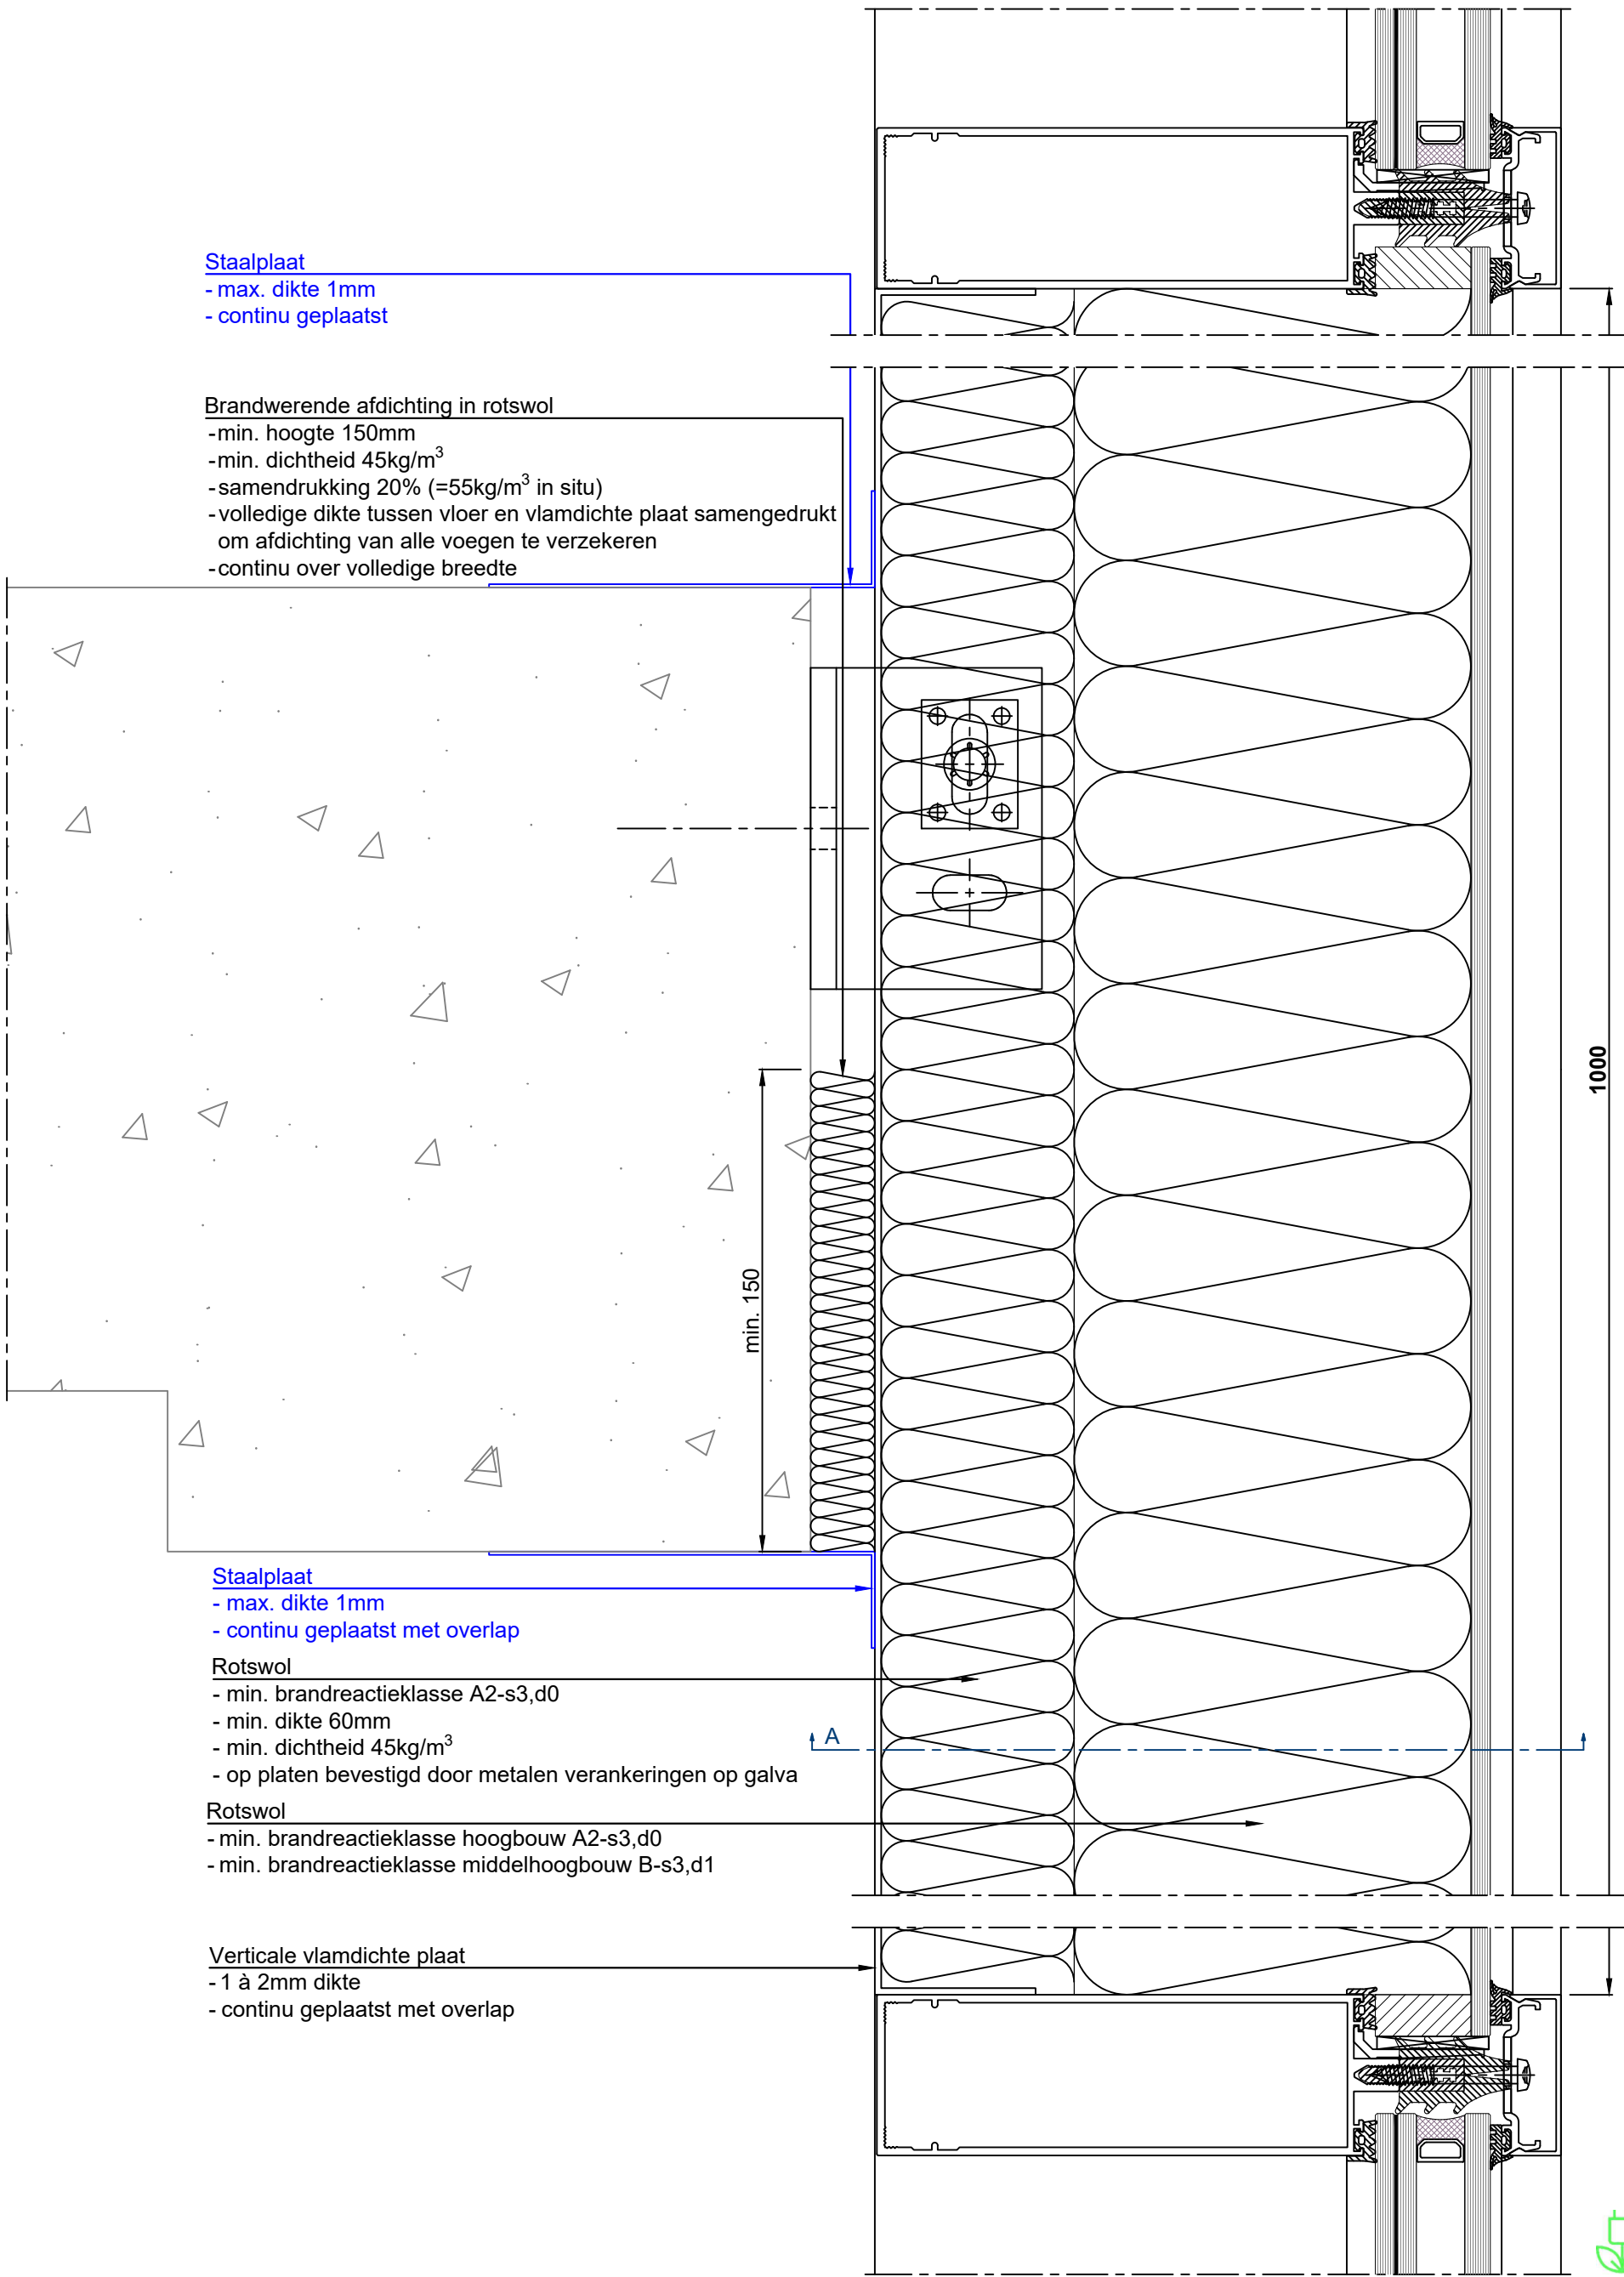 Staalplaat
- max. dikte 1mm
- continu geplaatst
Brandwerende afdichting in rotswol
- min. hoogte 150mm
- min. dichtheid 45kg/m³
- samendrukking 20% (=55kg/m³ in situ)
- volledige dikte tussen vloer en vlamdichte plaat samengedrukt
om afdichting van alle voegen te verzekeren
- continu over volledige breedte
1000
min. 150
Staalplaat
- max. dikte 1mm
- continu geplaatst met overlap
Rotswol
- min. brandreactieklasse A2-s3,d0
- min. dikte 60mm
- min. dichtheid 45kg/m³
- op platen bevestigd door metalen verankeringen op galva
A
Rotswol
- min. brandreactieklasse hoogbouw A2-s3,d0
- min. brandreactieklasse middelhoogbouw B-s3,d1
Verticale vlamdichte plaat
- 1 à 2mm dikte
- continu geplaatst met overlap